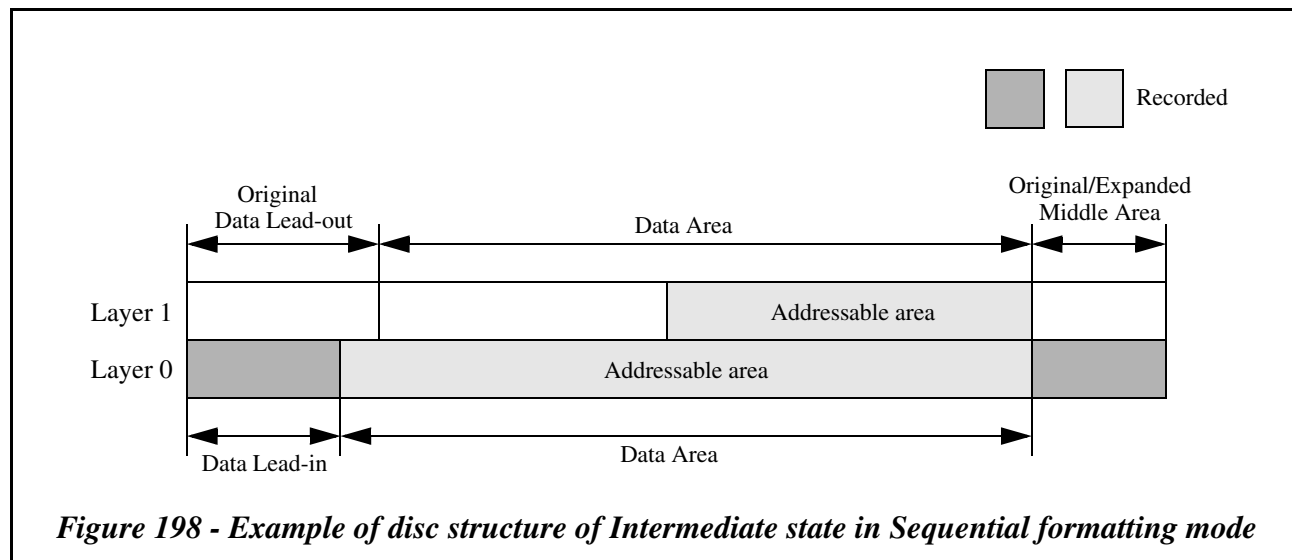 Recorded
Original
Data Lead-out
Data Area
Original/Expanded
Middle Area
Layer 1
Addressable area
Layer 0
Addressable area
Data Lead-in
Data Area
Figure 198 - Example of disc structure of Intermediate state in Sequential formatting mode